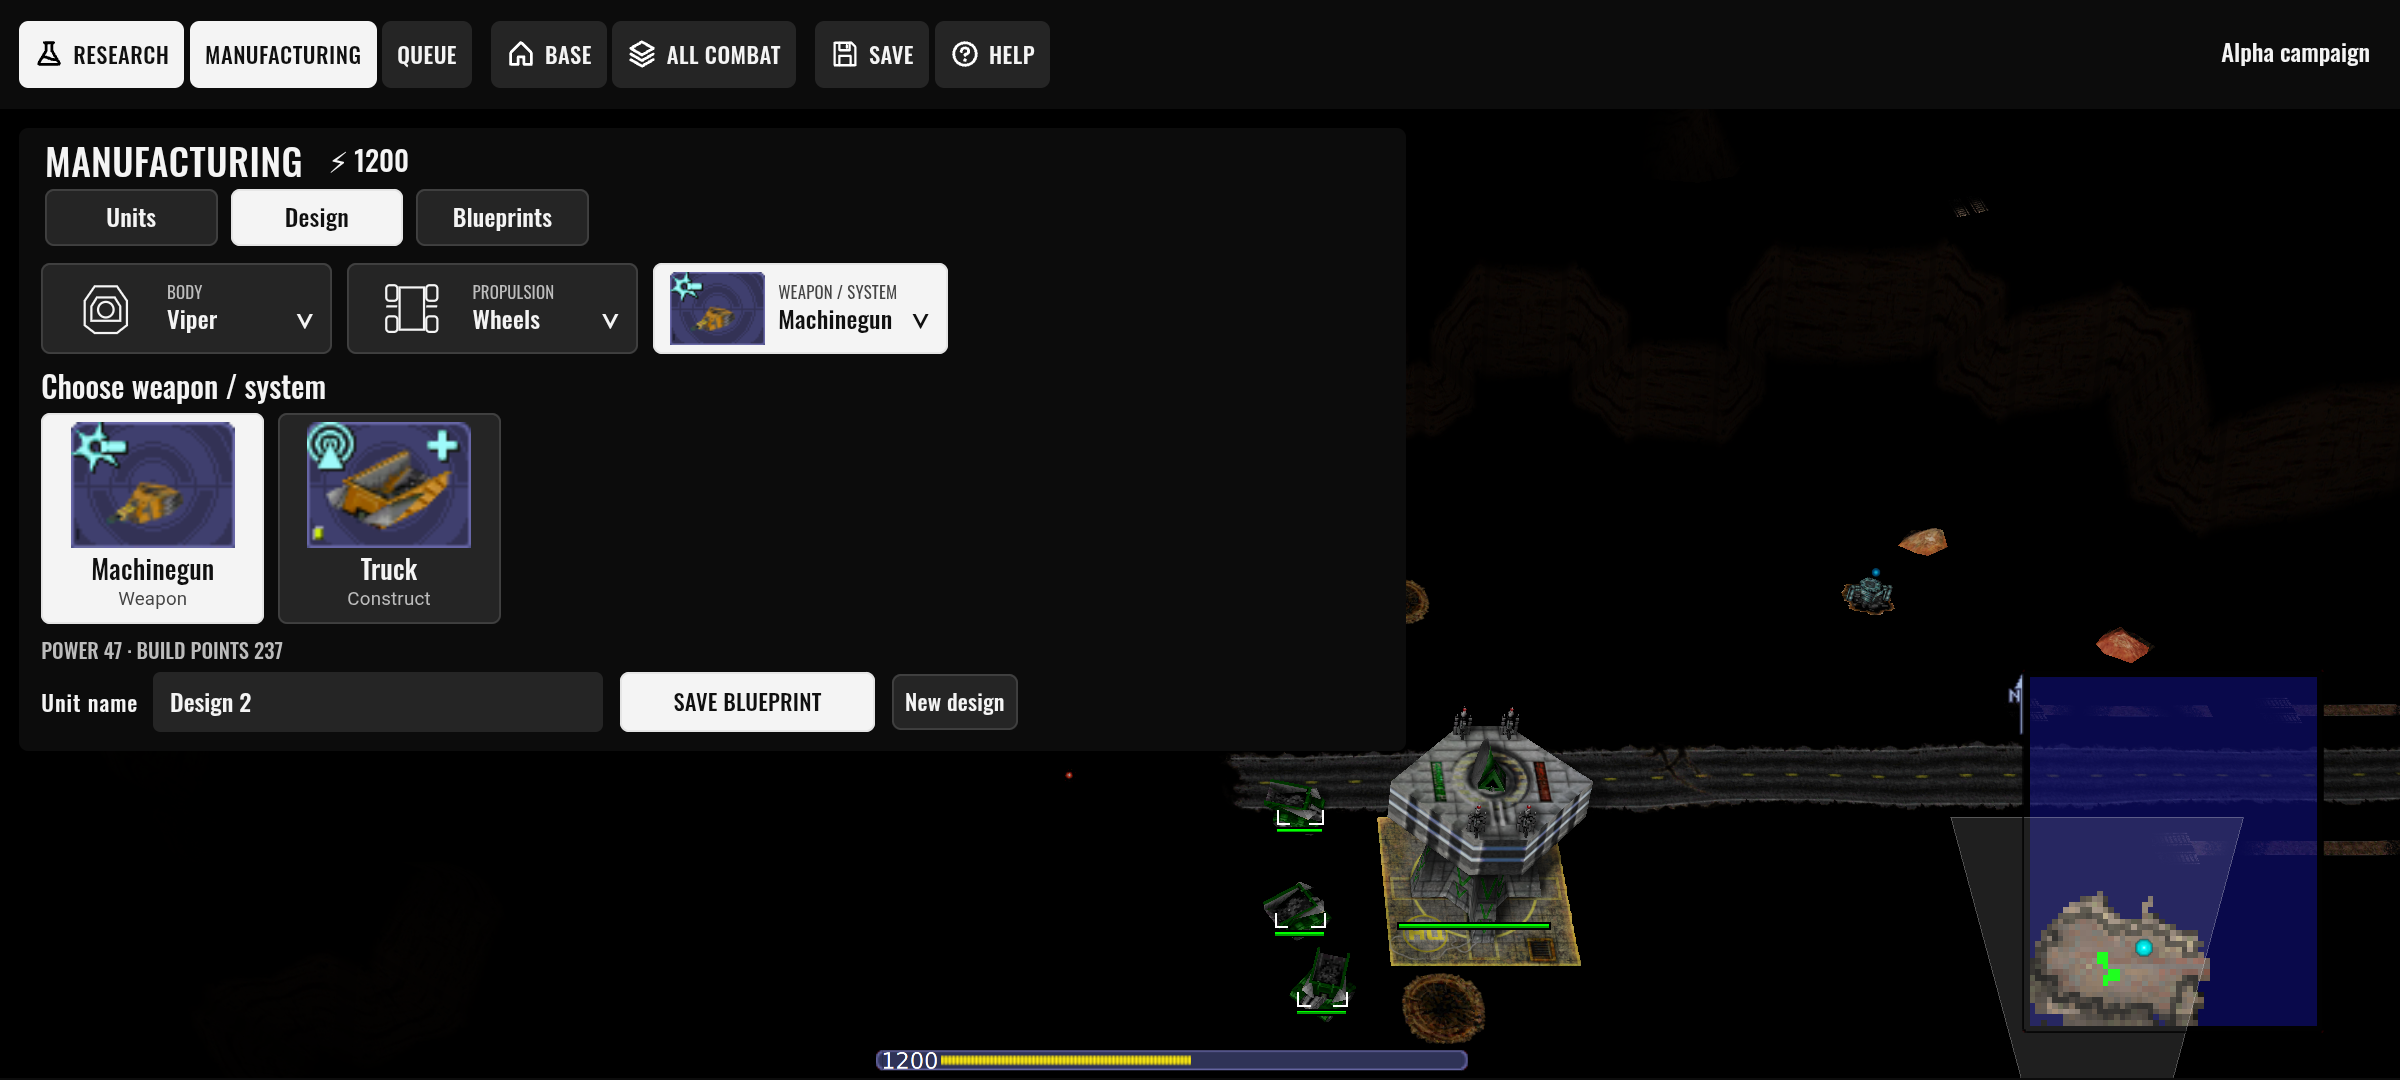 RESEARCH
MANUFACTURING
QUEUE
BASE
ALL COMBAT
SAVE
HELP
Alpha campaign
MANUFACTURING
⚡ 1200
Units
Design
Blueprints
BODY
Viper
PROPULSION
Wheels
WEAPON / SYSTEM
Machinegun
Choose weapon / system
Machinegun
Weapon
Truck
Construct
POWER 47 · BUILD POINTS 237
Unit name
Design 2
SAVE BLUEPRINT
New design
N
HQ
1200